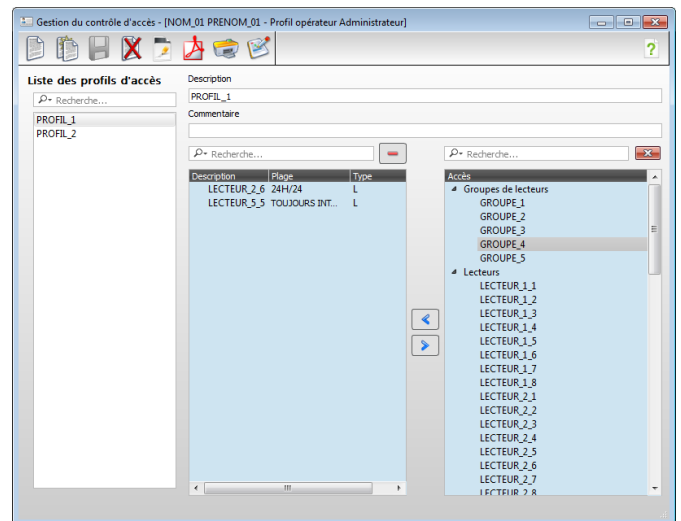 Gestion du contrôle d'accès - [NOM_01 PRENOM_01 - Profil opérateur Administrateur]
?
Liste des profils d'accès
Recherche...
PROFIL_1
PROFIL_2
Description
PROFIL_1
Commentaire
Recherche...
Description Plage Type
LECTEUR_2_6 24H/24 L
LECTEUR_5_5 TOUJOURS INT... L
Recherche...
Accès
Groupes de lecteurs
GROUPE_1
GROUPE_2
GROUPE_3
GROUPE_4
GROUPE_5
Lecteurs
LECTEUR_1_1
LECTEUR_1_2
LECTEUR_1_3
LECTEUR_1_4
LECTEUR_1_5
LECTEUR_1_6
LECTEUR_1_7
LECTEUR_1_8
LECTEUR_2_1
LECTEUR_2_2
LECTEUR_2_3
LECTEUR_2_4
LECTEUR_2_5
LECTEUR_2_6
LECTEUR_2_7
LECTEUR_2_8